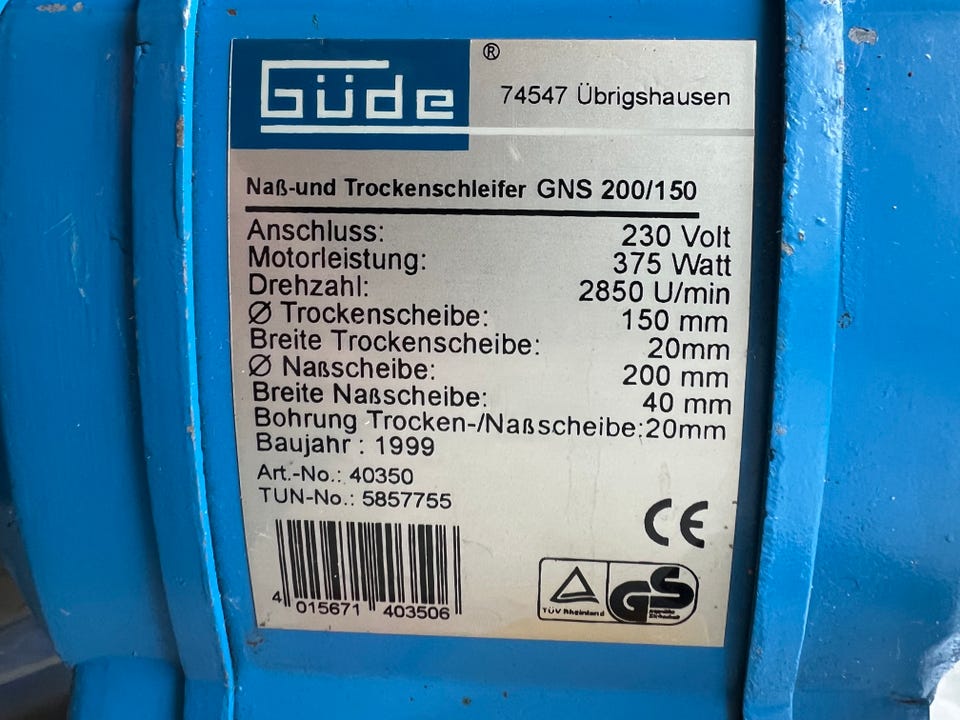 Güde ®
74547 Übrigshausen
Naß-und Trockenschleifer GNS 200/150
Anschluss: 230 Volt
Motorleistung: 375 Watt
Drehzahl: 2850 U/min
Ø Trockenscheibe: 150 mm
Breite Trockenscheibe: 20mm
Ø Naßscheibe: 200 mm
Breite Naßscheibe: 40 mm
Bohrung Trocken-/Naßscheibe:20mm
Baujahr : 1999
Art.-No.: 40350
TUN-No.: 5857755
CE
TÜV Rheinland
GS
geprüfte
Sicherheit
4 015671 403506